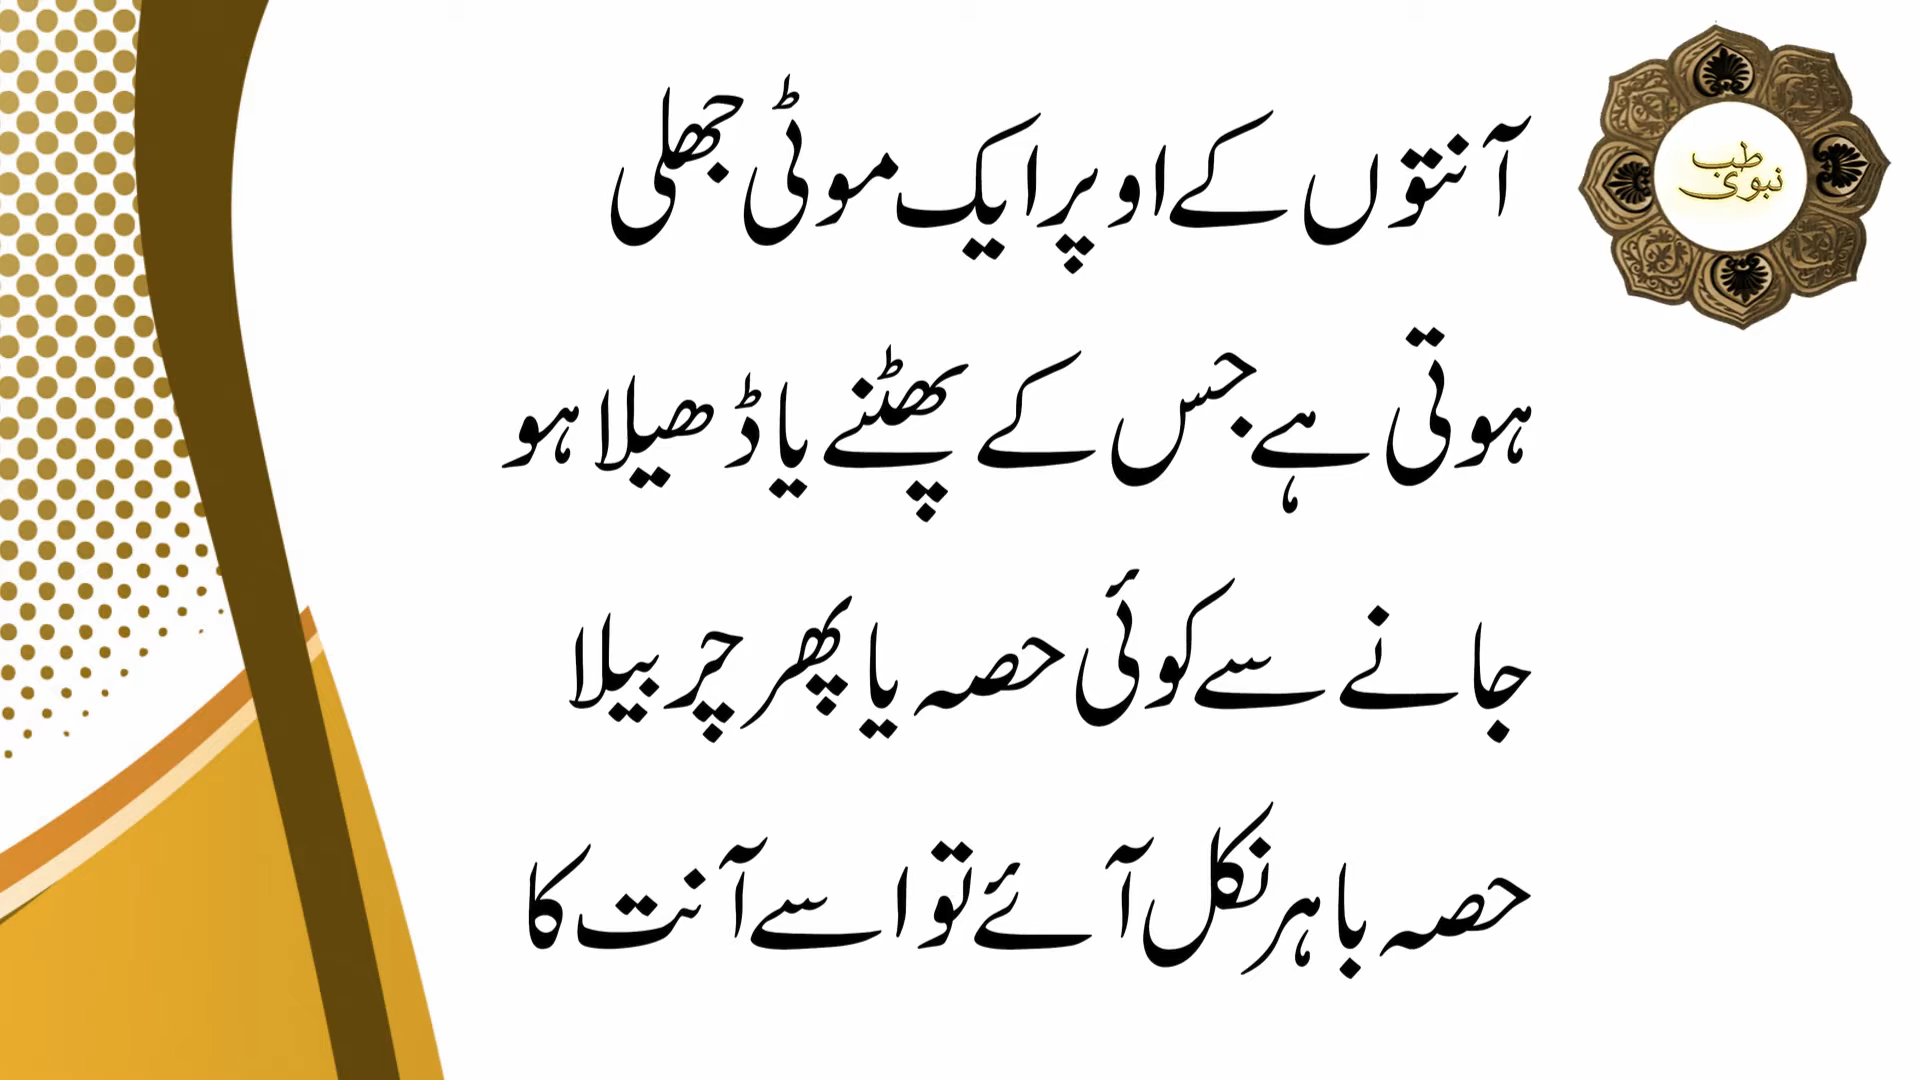 طب
نبوی
آنتوں کے اوپر ایک موٹی جھلی
ہوتی ہے جس کے پھٹنے یا ڈھیلا ہو
جانے سے کوئی حصہ یا پھر چربیلا
حصہ باہر نکل آئے تو اسے آنت کا